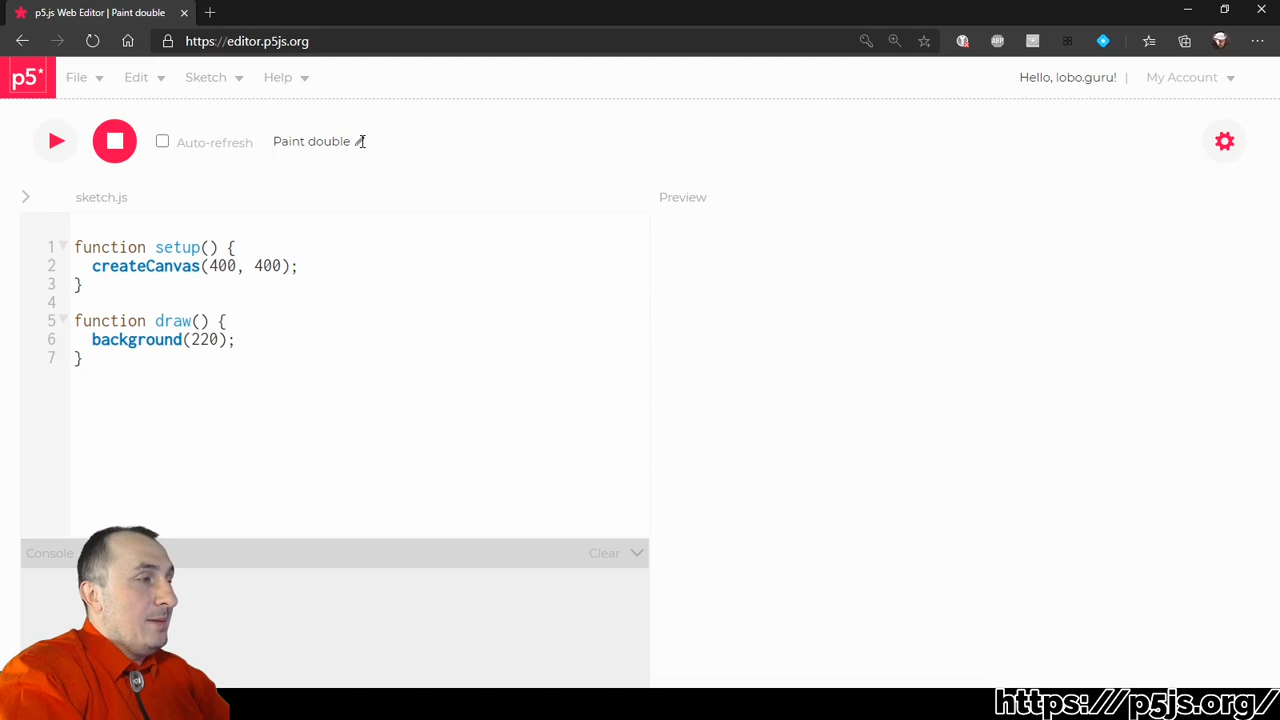 p5.js Web Editor | Paint double
https://editor.p5js.org
ABP
p5* File Edit Sketch Help Hello, lobo.guru! | My Account
Auto-refresh Paint double
sketch.js Preview
1 function setup() {
2 createCanvas(400, 400);
3 }
4
5 function draw() {
6 background(220);
7 }
Console Clear
https://p5js.org/